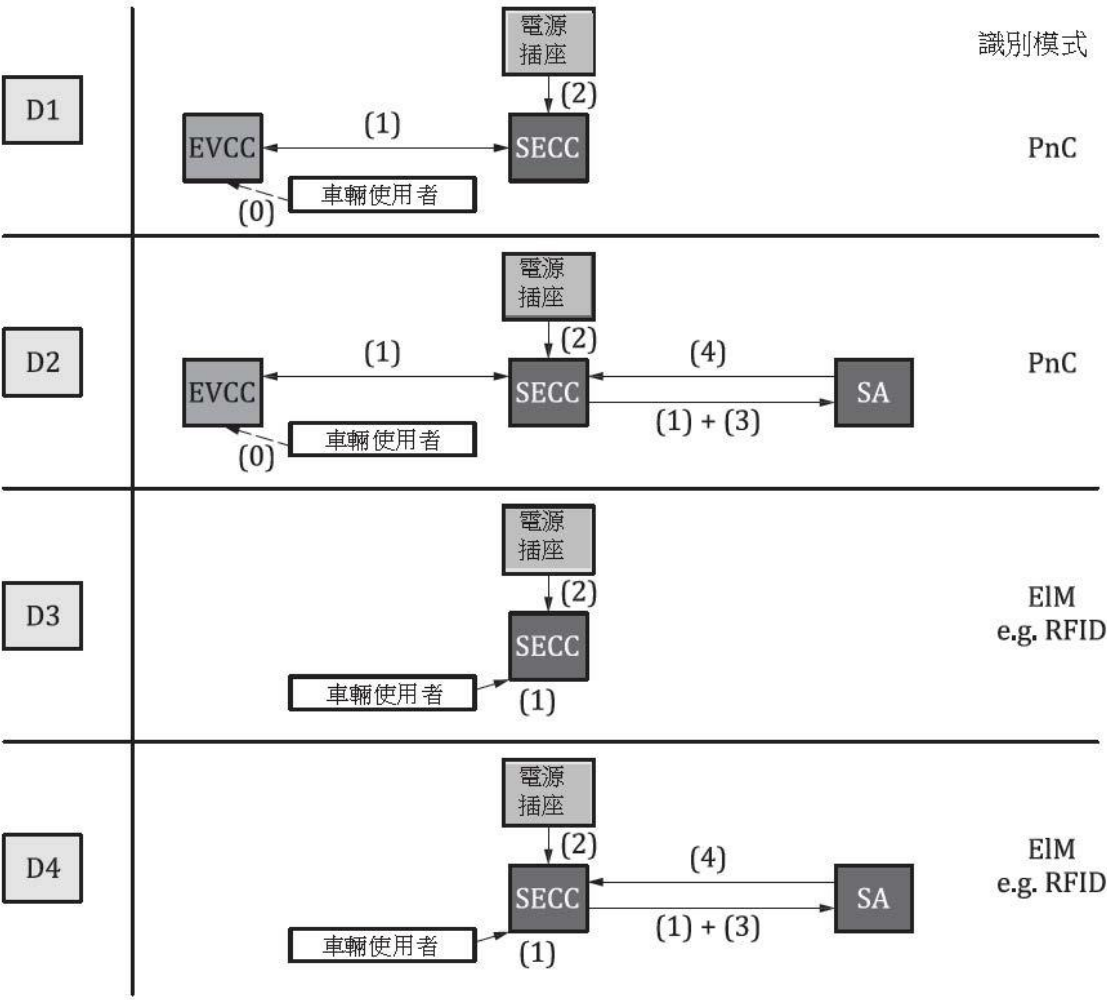 電源
插座
識別模式
D1
(2)
(1)
EVCC
SECC
PnC
車輛使用者
(0)
電源
插座
D2
(2)
(1)
(4)
EVCC
SECC
SA
PnC
(1) + (3)
車輛使用者
(0)
電源
插座
D3
(2)
SECC
ElM
e.g. RFID
車輛使用者
(1)
電源
插座
D4
(2)
(4)
SECC
SA
ElM
e.g. RFID
(1) + (3)
車輛使用者
(1)